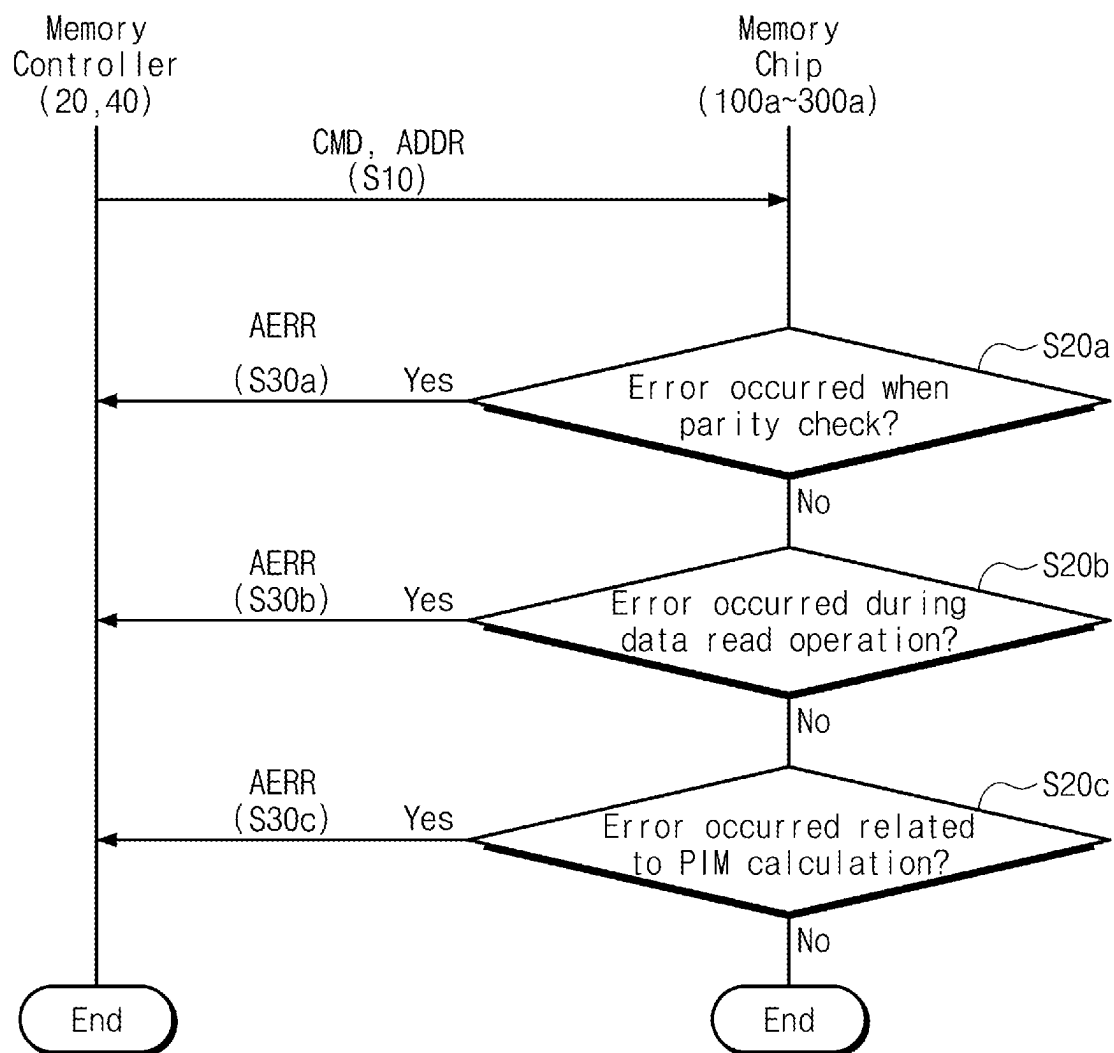 Memory
Controller
(20,40)
Memory
Chip
(100a~300a)
CMD, ADDR
(S10)
AERR
(S30a)
Yes
Error occurred when
parity check?
S20a
No
AERR
(S30b)
Yes
Error occurred during
data read operation?
S20b
No
AERR
(S30c)
Yes
Error occurred related
to PIM calculation?
S20c
No
End
End